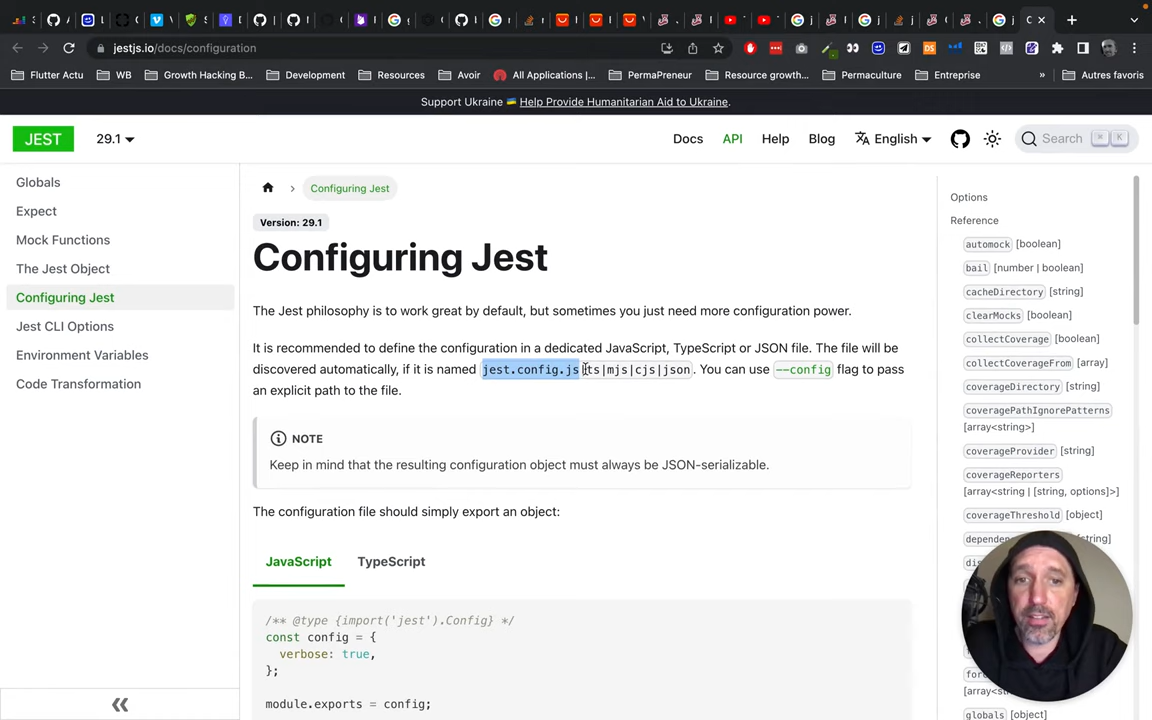 jestjs.io/docs/configuration
Flutter Actu
WB
Growth Hacking B...
Development
Resources
Avoir
All Applications |...
PermaPreneur
Resource growth...
Permaculture
Entreprise
»
Autres favoris
Support Ukraine 🇺🇦 Help Provide Humanitarian Aid to Ukraine.
JEST
29.1
Docs
API
Help
Blog
English
Search
K
Globals
Expect
Mock Functions
The Jest Object
Configuring Jest
Jest CLI Options
Environment Variables
Code Transformation
Configuring Jest
Version: 29.1
Configuring Jest
The Jest philosophy is to work great by default, but sometimes you just need more configuration power.
It is recommended to define the configuration in a dedicated JavaScript, TypeScript or JSON file. The file will be
discovered automatically, if it is named jest.config.js|ts|mjs|cjs|json. You can use --config flag to pass
an explicit path to the file.
NOTE
Keep in mind that the resulting configuration object must always be JSON-serializable.
The configuration file should simply export an object:
JavaScript
TypeScript
/** @type {import('jest').Config} */
const config = {
verbose: true,
};
module.exports = config;
Options
Reference
automock [boolean]
bail [number | boolean]
cacheDirectory [string]
clearMocks [boolean]
collectCoverage [boolean]
collectCoverageFrom [array]
coverageDirectory [string]
coveragePathIgnorePatterns
[array<string>]
coverageProvider [string]
coverageReporters
[array<string | [string, options]>]
coverageThreshold [object]
globals [object]